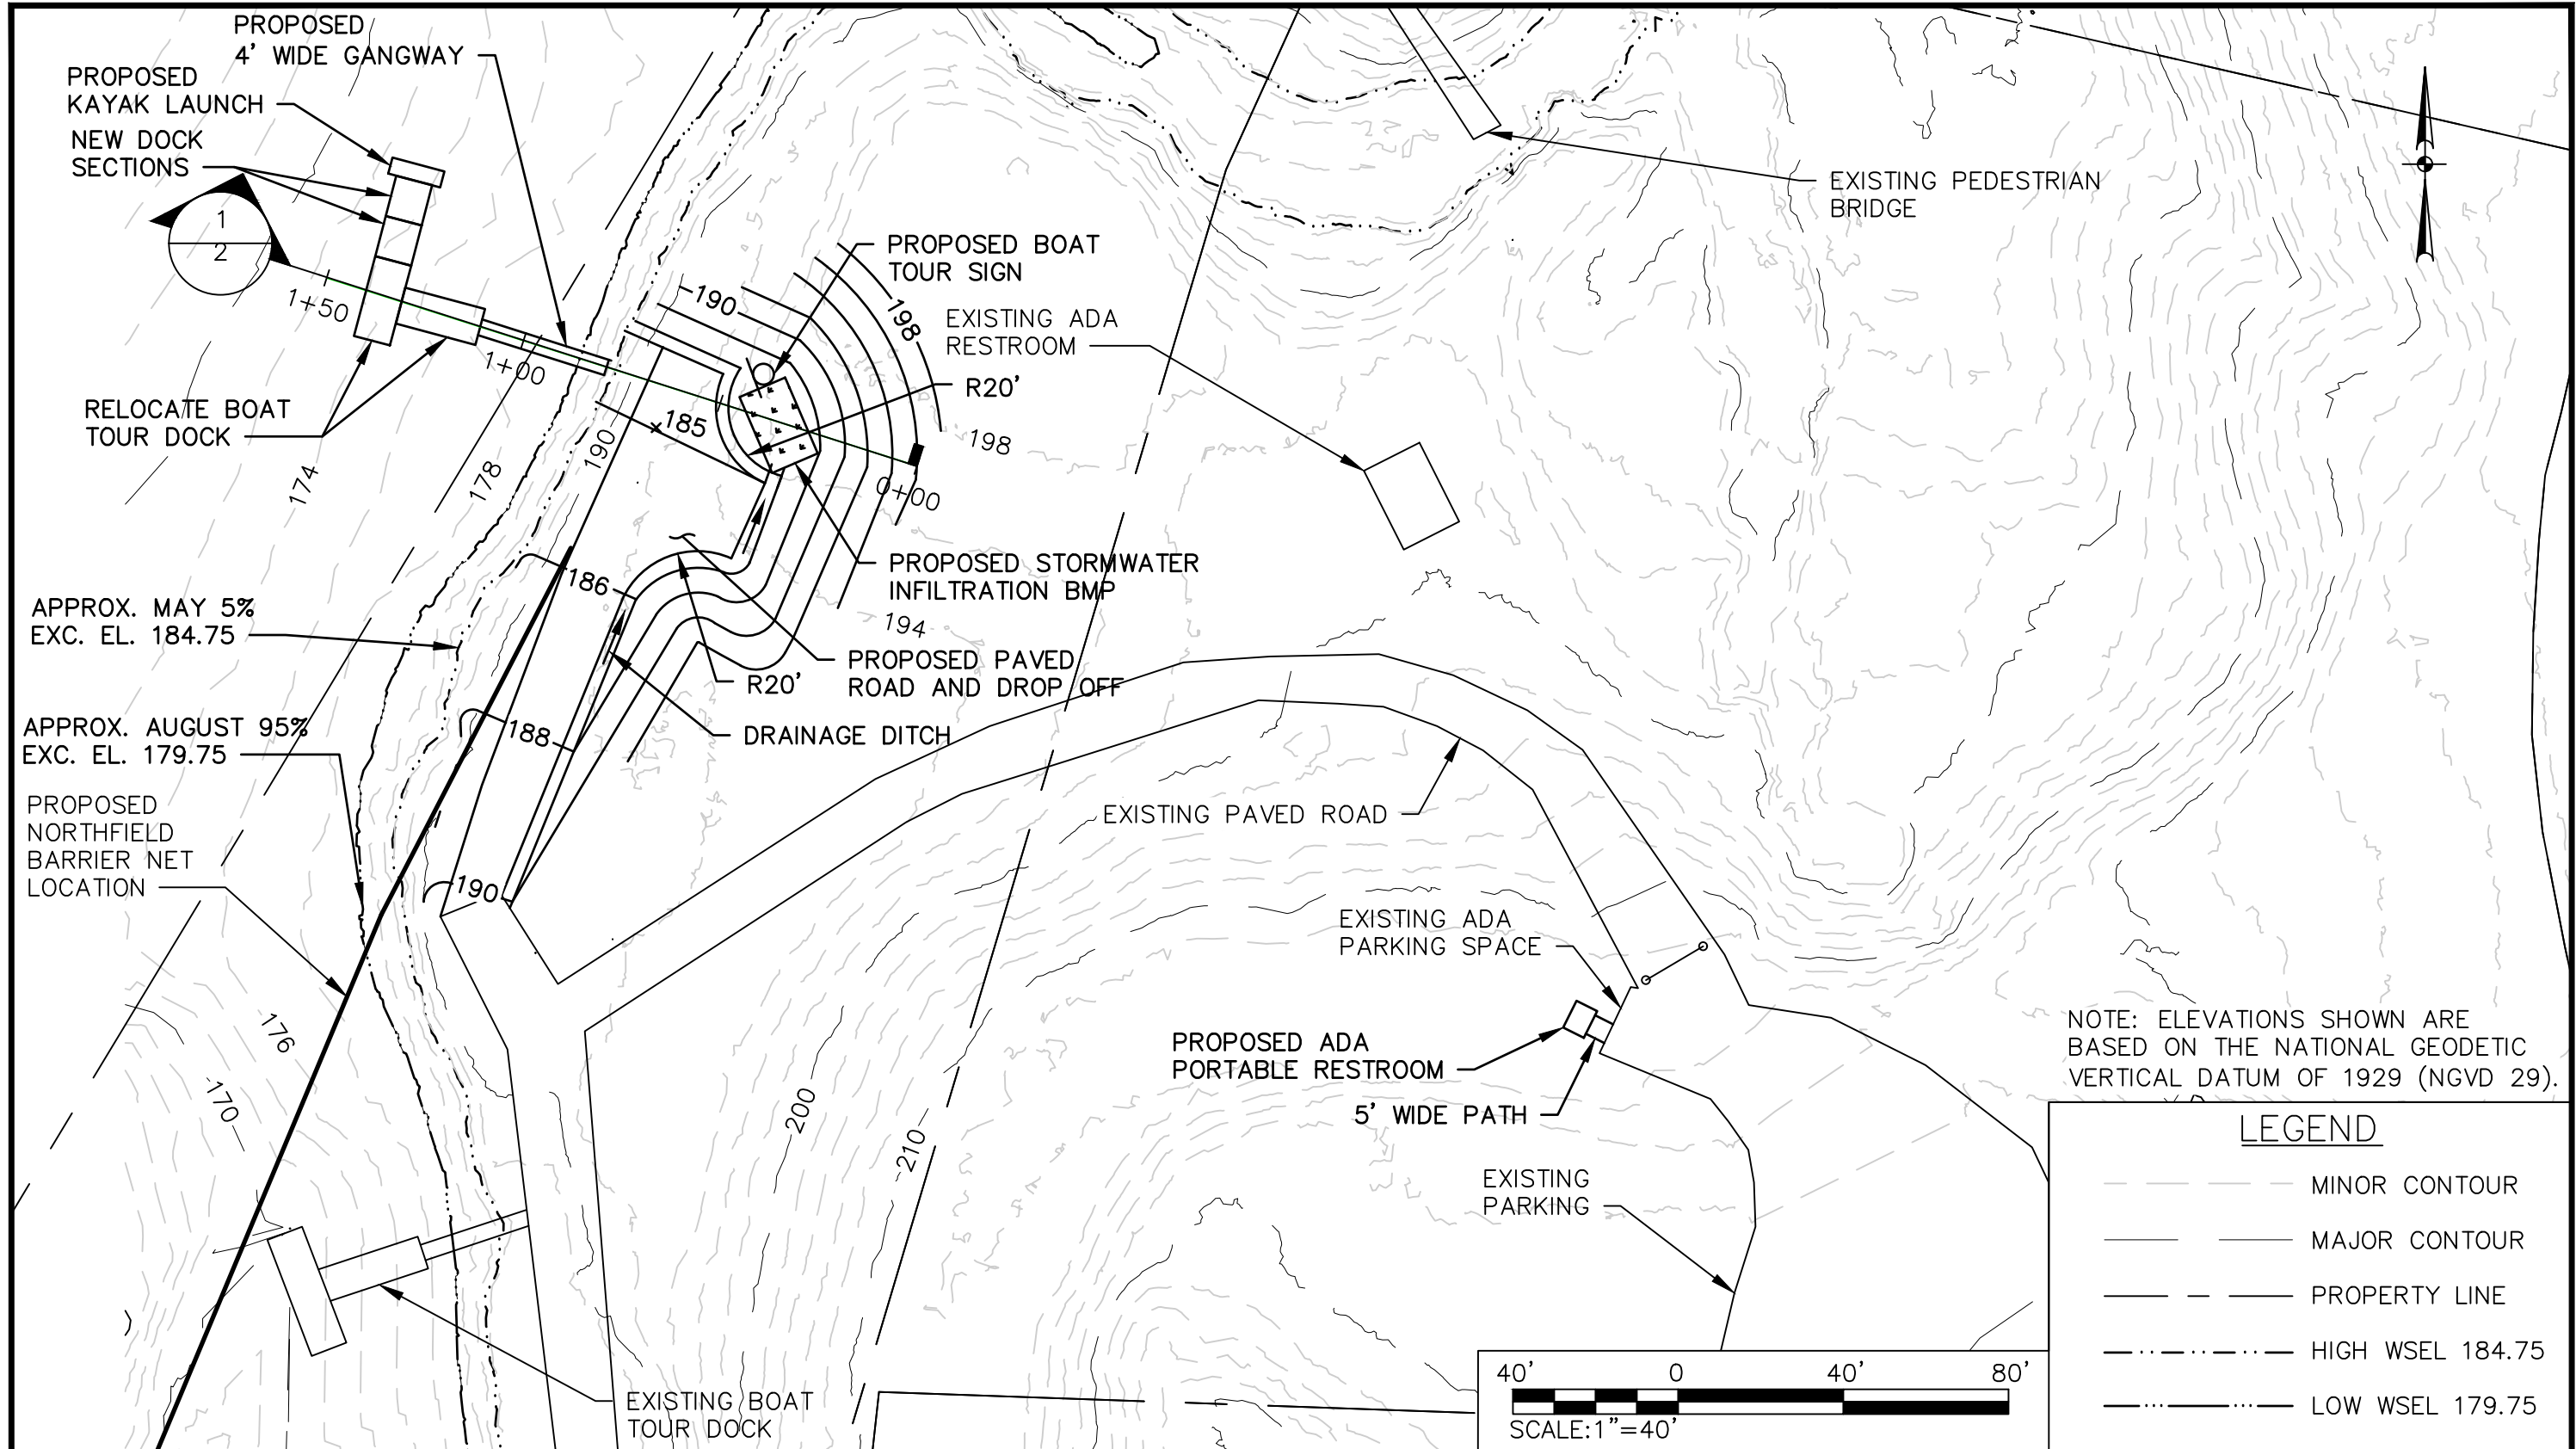 PROPOSED
4' WIDE GANGWAY
PROPOSED
KAYAK LAUNCH
NEW DOCK
SECTIONS
1
2
1+50
1+00
0+00
RELOCATE BOAT
TOUR DOCK
174
178
190
190
198
198
185
PROPOSED BOAT
TOUR SIGN
EXISTING ADA
RESTROOM
R20'
EXISTING PEDESTRIAN
BRIDGE
PROPOSED STORMWATER
INFILTRATION BMP
194
186
188
190
PROPOSED PAVED
ROAD AND DROP OFF
R20'
DRAINAGE DITCH
APPROX. MAY 5%
EXC. EL. 184.75
APPROX. AUGUST 95%
EXC. EL. 179.75
PROPOSED
NORTHFIELD
BARRIER NET
LOCATION
EXISTING PAVED ROAD
EXISTING ADA
PARKING SPACE
PROPOSED ADA
PORTABLE RESTROOM
5' WIDE PATH
EXISTING
PARKING
176
170
200
210
EXISTING BOAT
TOUR DOCK
NOTE: ELEVATIONS SHOWN ARE
BASED ON THE NATIONAL GEODETIC
VERTICAL DATUM OF 1929 (NGVD 29).
LEGEND
MINOR CONTOUR
MAJOR CONTOUR
PROPERTY LINE
HIGH WSEL 184.75
LOW WSEL 179.75
40' 0 40' 80'
SCALE:1"=40'